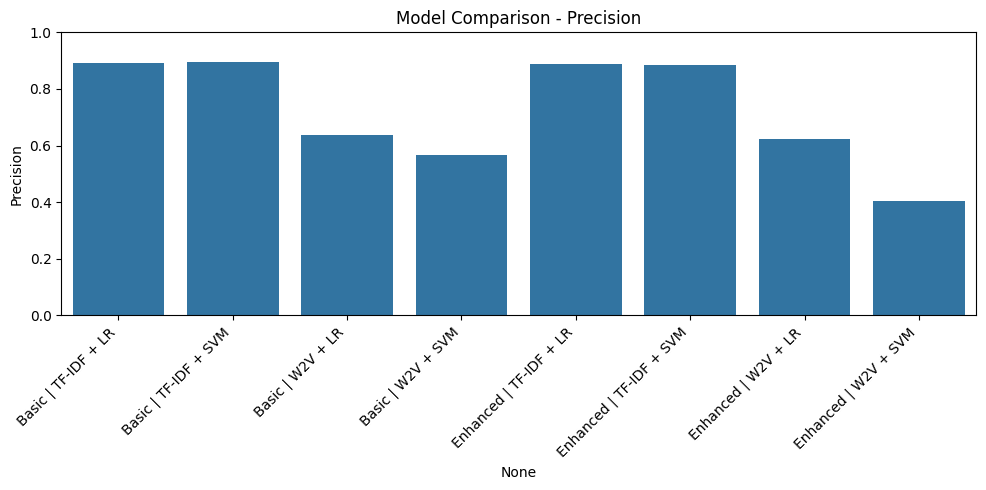 Model Comparison - Precision
Precision
1.0
0.8
0.6
0.4
0.2
0.0
Basic | TF-IDF + LR
Basic | TF-IDF + SVM
Basic | W2V + LR
Basic | W2V + SVM
Enhanced | TF-IDF + LR
Enhanced | TF-IDF + SVM
Enhanced | W2V + LR
Enhanced | W2V + SVM
None